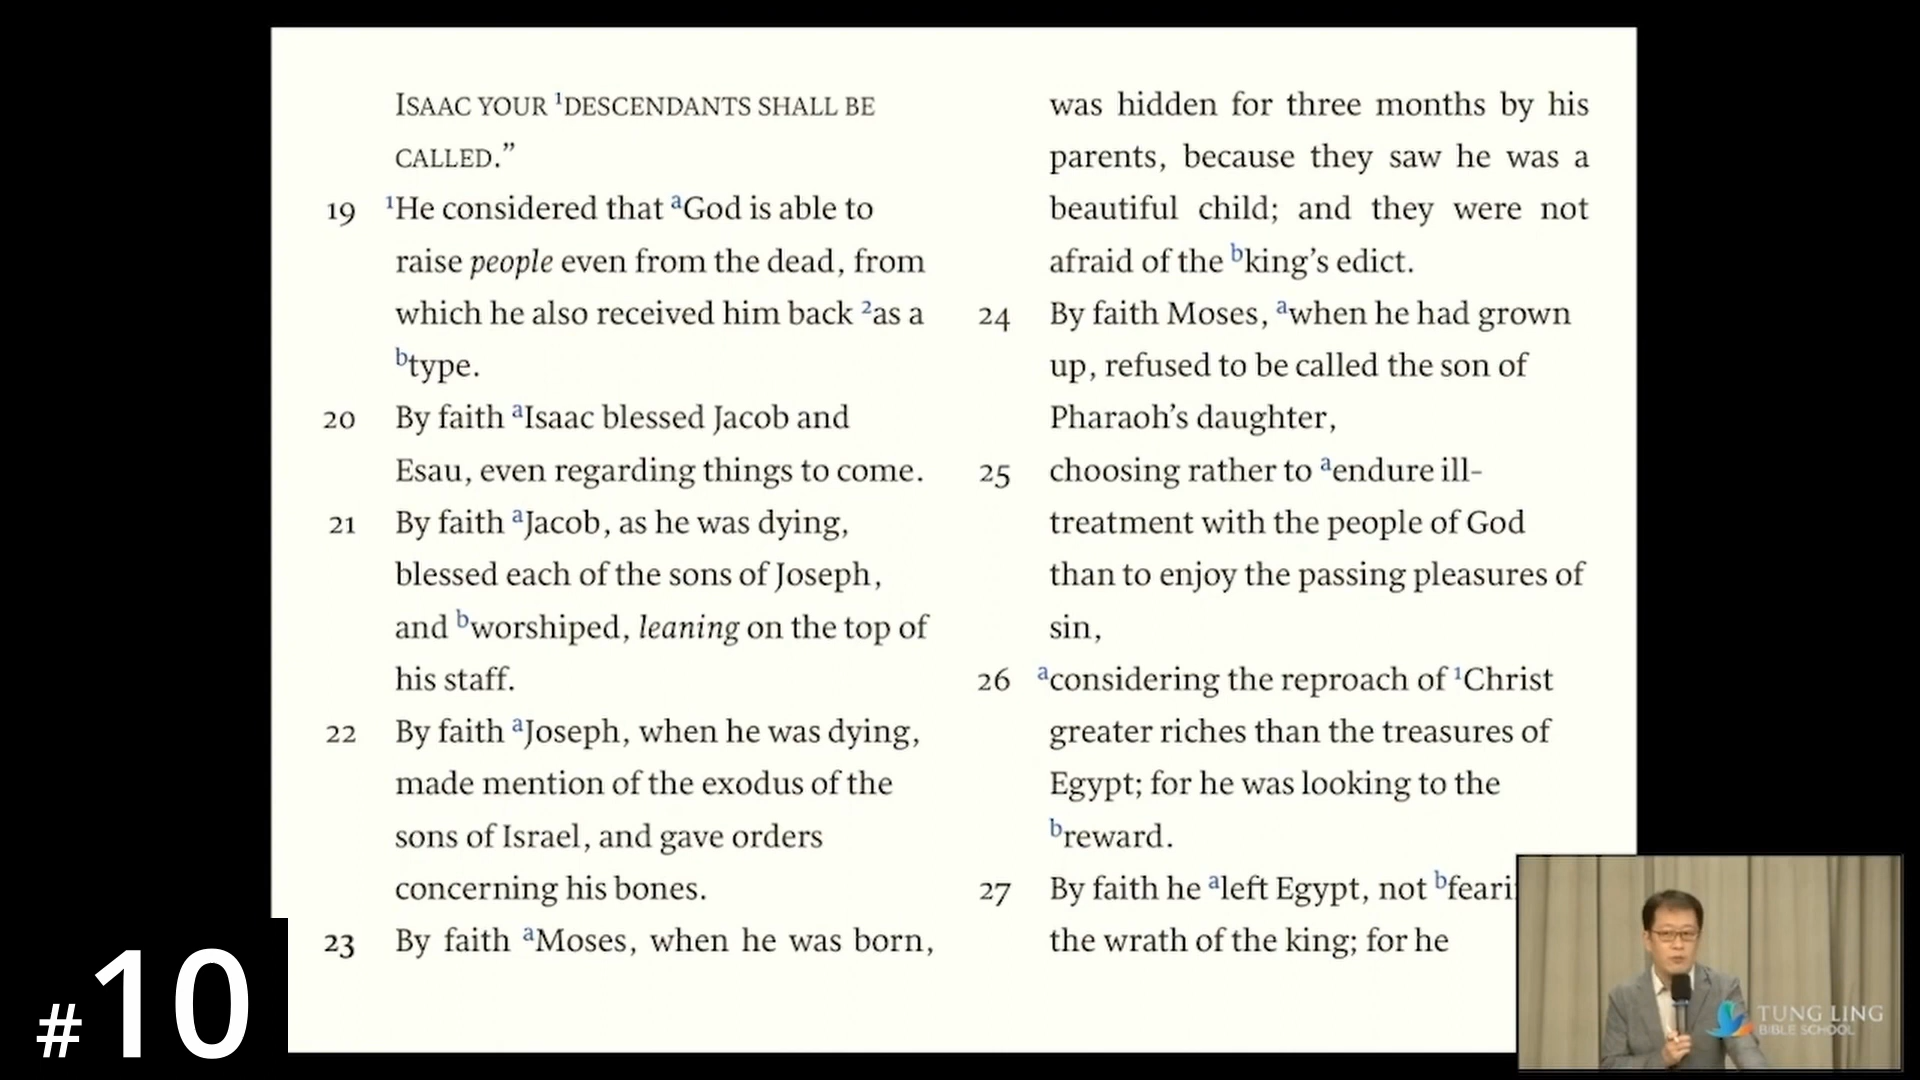 ISAAC YOUR ¹DESCENDANTS SHALL BE
CALLED.”
19 ¹He considered that ᵃGod is able to
raise people even from the dead, from
which he also received him back ²as a
ᵇtype.
20 By faith ᵃIsaac blessed Jacob and
Esau, even regarding things to come.
21 By faith ᵃJacob, as he was dying,
blessed each of the sons of Joseph,
and ᵇworshiped, leaning on the top of
his staff.
22 By faith ᵃJoseph, when he was dying,
made mention of the exodus of the
sons of Israel, and gave orders
concerning his bones.
23 By faith ᵃMoses, when he was born,
was hidden for three months by his
parents, because they saw he was a
beautiful child; and they were not
afraid of the ᵇking’s edict.
24 By faith Moses, ᵃwhen he had grown
up, refused to be called the son of
Pharaoh’s daughter,
25 choosing rather to ᵃendure ill-
treatment with the people of God
than to enjoy the passing pleasures of
sin,
26 ᵃconsidering the reproach of ¹Christ
greater riches than the treasures of
Egypt; for he was looking to the
ᵇreward.
27 By faith he ᵃleft Egypt, not ᵇfeari
the wrath of the king; for he
#10
TUNG LING
BIBLE SCHOOL